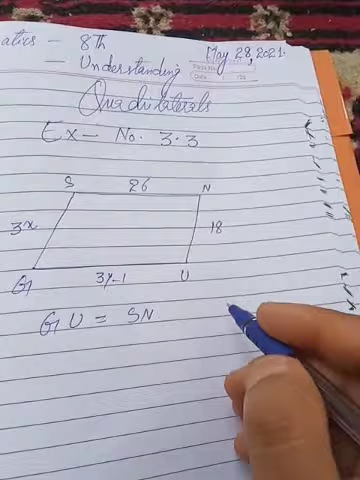 atics - 8th
May 28, 2021
- Understanding
Quadrilaterals
Ex - No. 3.3
S 26 N
3x 18
G 3y-1 U
GU = SN